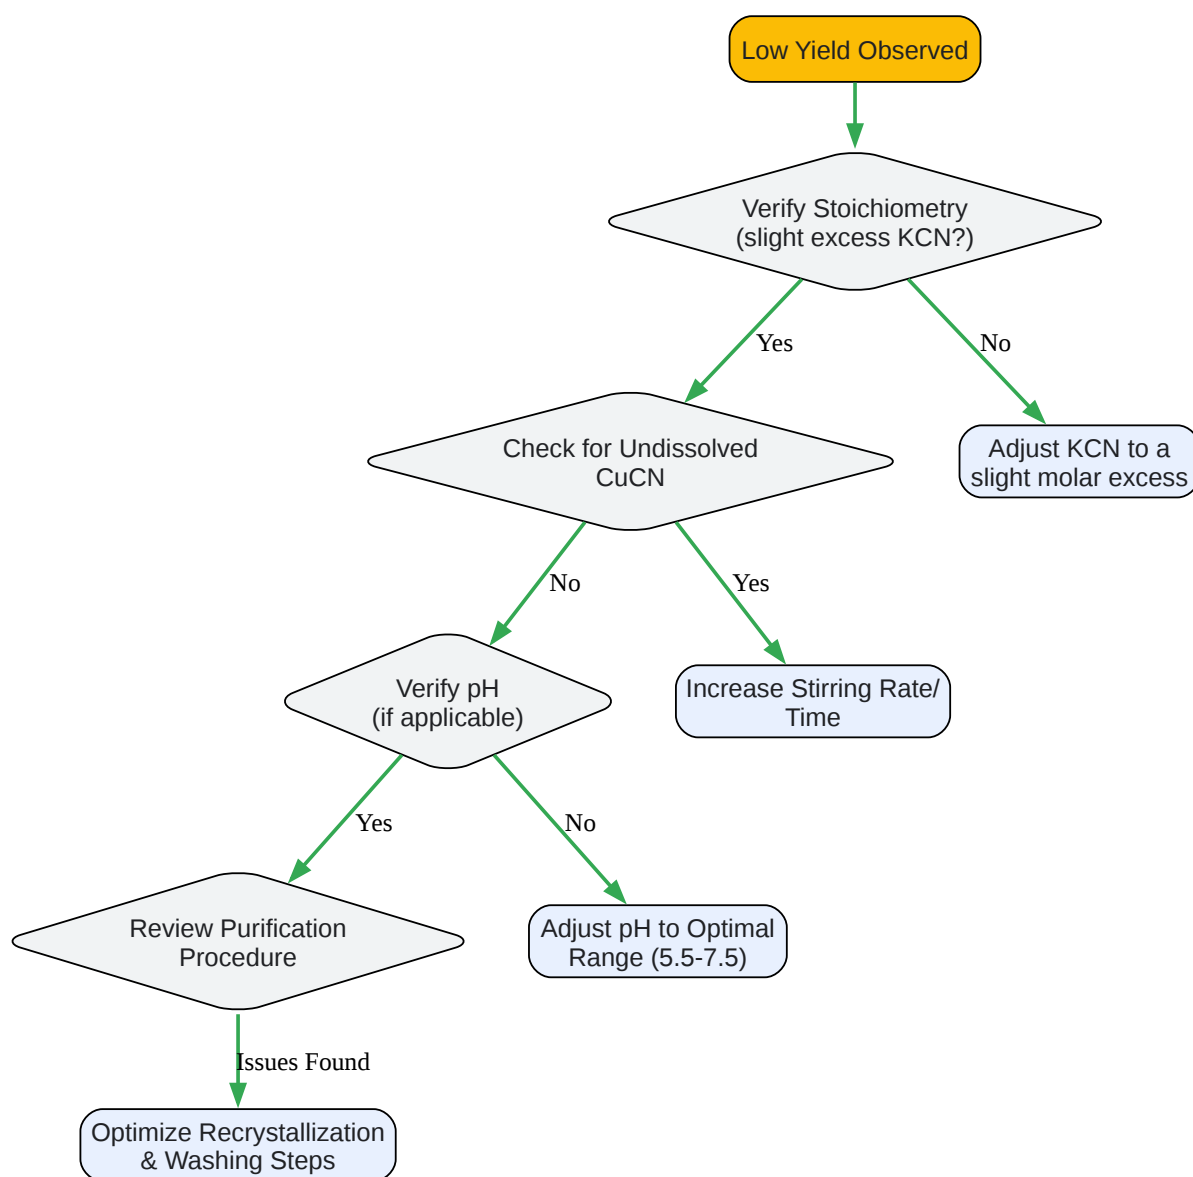 Low Yield Observed
Verify Stoichiometry
(slight excess KCN?)
Yes
No
Check for Undissolved
CuCN
Adjust KCN to a
slight molar excess
No
Yes
Verify pH
(if applicable)
Increase Stirring Rate/
Time
Yes
No
Review Purification
Procedure
Adjust pH to Optimal
Range (5.5-7.5)
Issues Found
Optimize Recrystallization
& Washing Steps